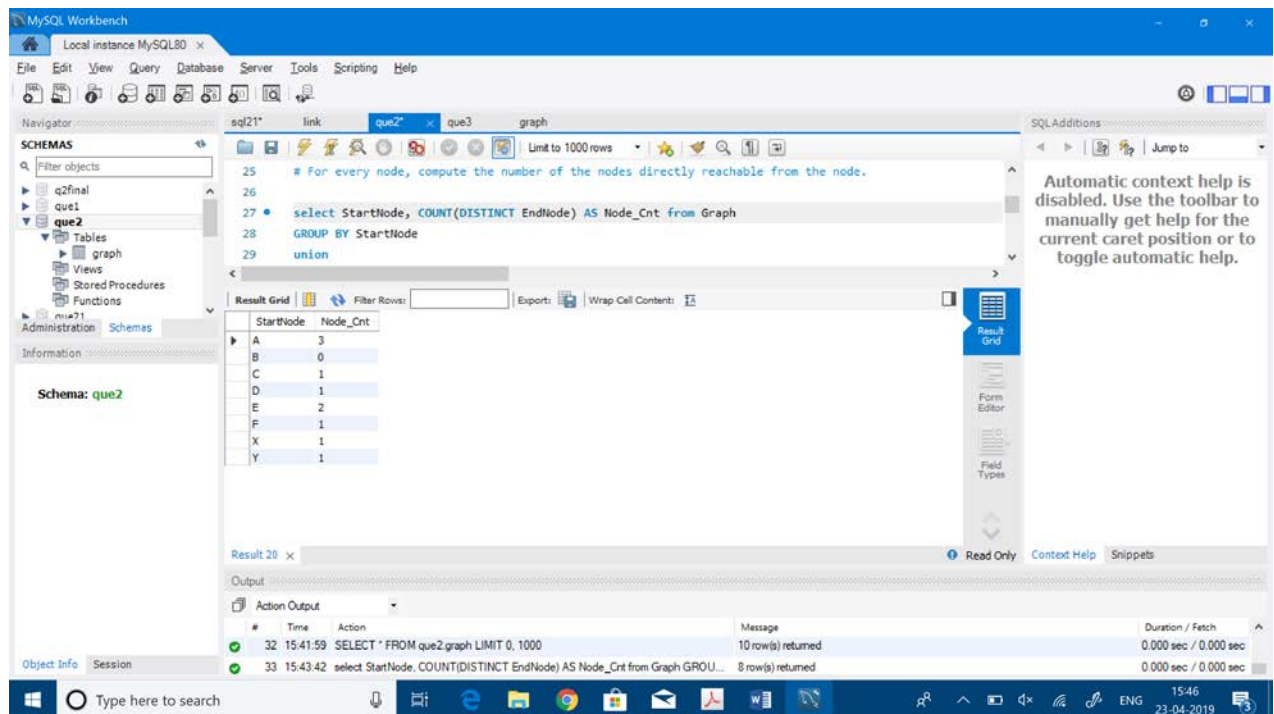 MySQL Workbench
Local instance MySQL80
File Edit View Query Database Server Tools Scripting Help
Navigator
SCHEMAS
Filter objects
q2final
que1
que2
Tables
graph
Views
Stored Procedures
Functions
que21
Administration Schemas
Information
Schema: que2
Object Info Session
sql21* link que2* que3 graph
Limit to 1000 rows
25 # For every node, compute the number of the nodes directly reachable from the node.
26
27 select StartNode, COUNT(DISTINCT EndNode) AS Node_Cnt from Graph
28 GROUP BY StartNode
29 union
Result Grid Filter Rows: Export: Wrap Cell Content:
StartNode Node_Cnt
A 3
B 0
C 1
D 1
E 2
F 1
X 1
Y 1
Result Grid
Form Editor
Field Types
Result 20
Read Only
SQLAdditions
Jump to
Automatic context help is
disabled. Use the toolbar to
manually get help for the
current caret position or to
toggle automatic help.
Context Help Snippets
Output
Action Output
# Time Action Message Duration / Fetch
32 15:41:59 SELECT * FROM que2.graph LIMIT 0, 1000 10 row(s) returned 0.000 sec / 0.000 sec
33 15:43:42 select StartNode, COUNT(DISTINCT EndNode) AS Node_Cnt from Graph GROU... 8 row(s) returned 0.000 sec / 0.000 sec
Type here to search
ENG
15:46
23-04-2019
3